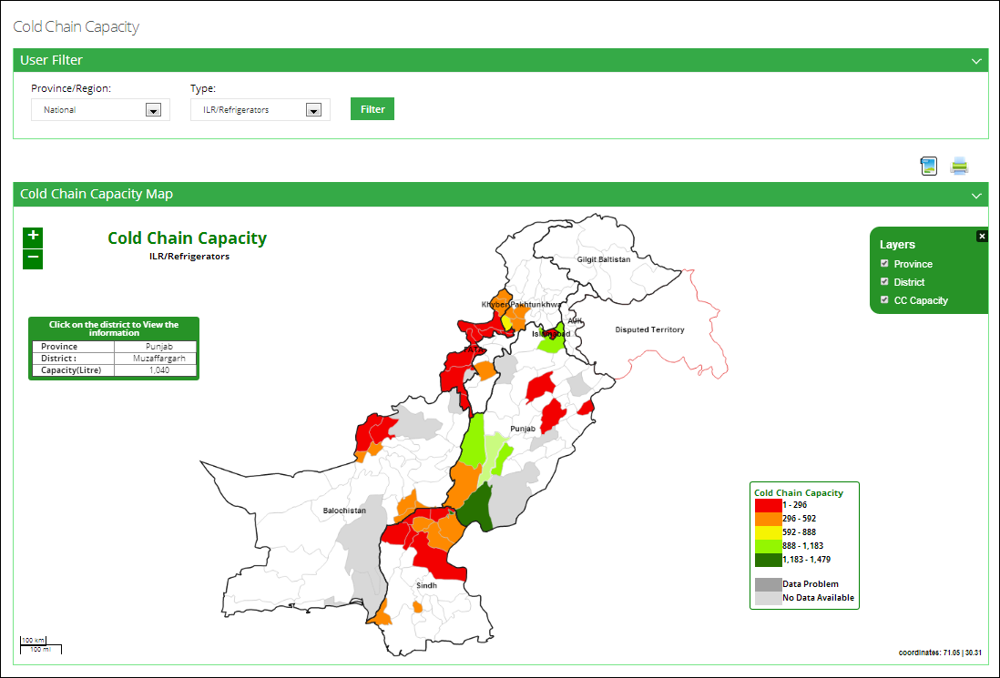 Cold Chain Capacity
User Filter
Province/Region:
Type:
National
ILR/Refrigerators
Filter
Cold Chain Capacity Map
+
−
Cold Chain Capacity
ILR/Refrigerators
Click on the district to View the
information
Province Punjab
District : Muzaffargarh
Capacity(Litre) 1,040
Layers
Province
District
CC Capacity
Gilgit Baltistan
Khyber Pakhtunkhwa
AJK
Islamabad
Disputed Territory
FATA
Punjab
Balochistan
Sindh
Cold Chain Capacity
1 - 296
296 - 592
592 - 888
888 - 1,183
1,183 - 1,479
Data Problem
No Data Available
100 km
100 mi
coordinates: 71.05 | 30.31